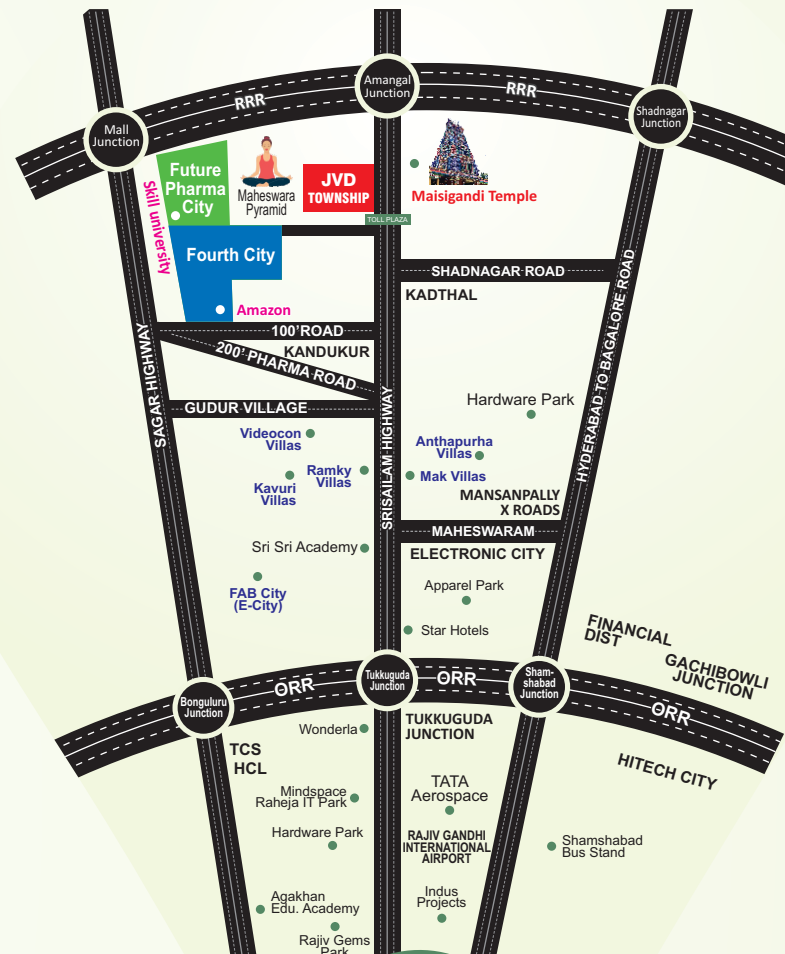 Amangal
Junction
RRR
RRR
Shadnagar
Junction
Mall
Junction
Future
Pharma
City
Skill university
Maheswara
Pyramid
JVD
TOWNSHIP
Maisigandi Temple
TOLL PLAZA
Fourth City
Amazon
SHADNAGAR ROAD
KADTHAL
100'ROAD
KANDUKUR
200' PHARMA ROAD
GUDUR VILLAGE
SAGAR HIGHWAY
SRISAILAM HIGHWAY
HYDERABAD TO BAGALORE ROAD
Hardware Park
Videocon
Villas
Anthapurha
Villas
Ramky
Villas
Kavuri
Villas
Mak Villas
MANSANPALLY
X ROADS
MAHESWARAM
Sri Sri Academy
ELECTRONIC CITY
FAB City
(E-City)
Apparel Park
Star Hotels
FINANCIAL
DIST
GACHIBOWLI
JUNCTION
Bonguluru
Junction
ORR
Tukkuguda
Junction
ORR
Sham-
shabad
Junction
ORR
Wonderla
TUKKUGUDA
JUNCTION
TCS
HCL
HITECH CITY
Mindspace
Raheja IT Park
TATA
Aerospace
Hardware Park
RAJIV GANDHI
INTERNATIONAL
AIRPORT
Shamshabad
Bus Stand
Agakhan
Edu. Academy
Indus
Projects
Rajiv Gems
Park